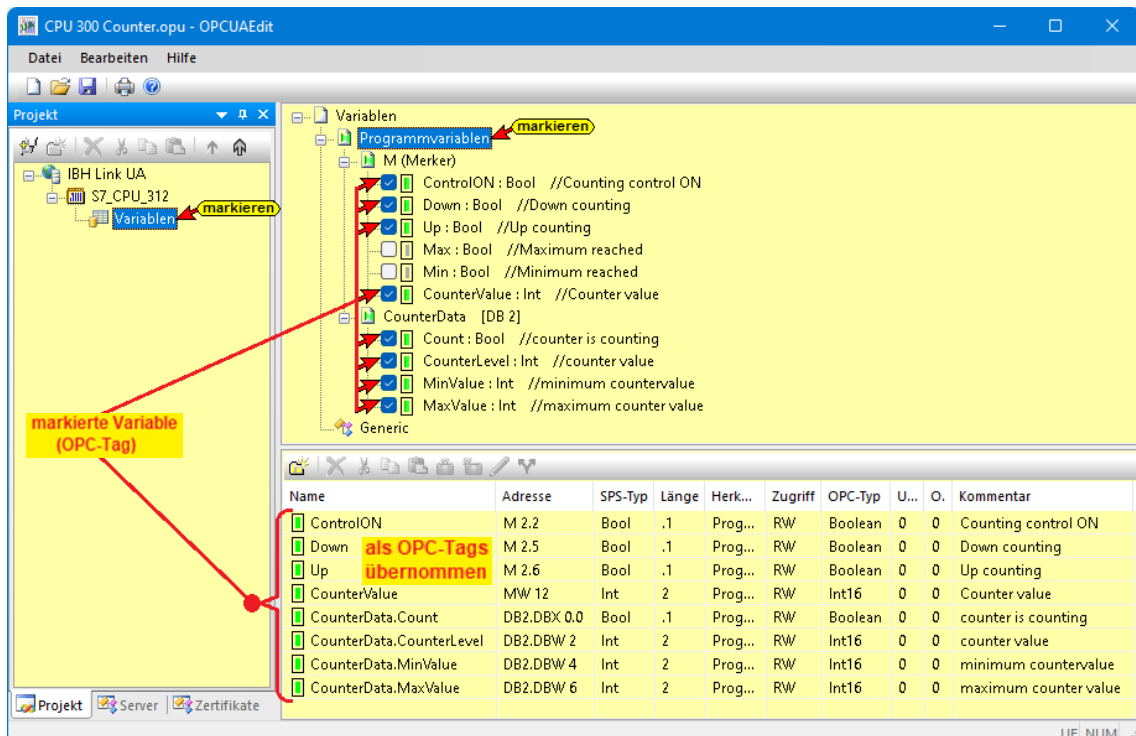 CPU 300 Counter.opu - OPCUAEdit
Datei Bearbeiten Hilfe
Projekt
IBH Link UA
S7_CPU_312
Variablen
markieren
Variablen
Programmvariablen
markieren
M (Merker)
ControlON : Bool //Counting control ON
Down : Bool //Down counting
Up : Bool //Up counting
Max : Bool //Maximum reached
Min : Bool //Minimum reached
CounterValue : Int //Counter value
CounterData [DB 2]
Count : Bool //counter is counting
CounterLevel : Int //counter value
MinValue : Int //minimum countervalue
MaxValue : Int //maximum counter value
Generic
markierte Variable
(OPC-Tag)
Name Adresse SPS-Typ Länge Herk... Zugriff OPC-Typ U... O. Kommentar
ControlON M 2.2 Bool .1 Prog... RW Boolean 0 0 Counting control ON
Down M 2.5 Bool .1 Prog... RW Boolean 0 0 Down counting
Up M 2.6 Bool .1 Prog... RW Boolean 0 0 Up counting
CounterValue MW 12 Int 2 Prog... RW Int16 0 0 Counter value
CounterData.Count DB2.DBX 0.0 Bool .1 Prog... RW Boolean 0 0 counter is counting
CounterData.CounterLevel DB2.DBW 2 Int 2 Prog... RW Int16 0 0 counter value
CounterData.MinValue DB2.DBW 4 Int 2 Prog... RW Int16 0 0 minimum countervalue
CounterData.MaxValue DB2.DBW 6 Int 2 Prog... RW Int16 0 0 maximum counter value
als OPC-Tags
übernommen
Projekt Server Zertifikate
UF NUM